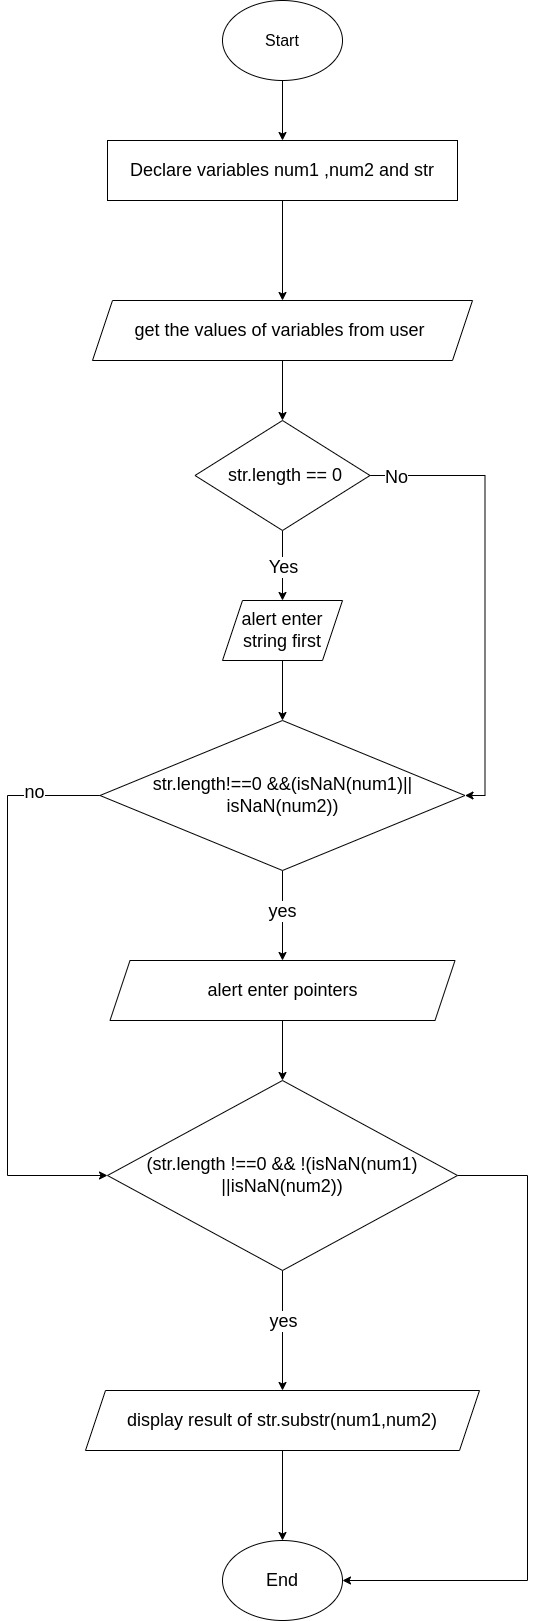 Start
Declare variables num1 ,num2 and str
get the values of variables from user
str.length == 0
No
Yes
alert enter
string first
str.length!==0 &&(isNaN(num1)||
isNaN(num2))
no
yes
alert enter pointers
(str.length !==0 && !(isNaN(num1)
||isNaN(num2))
yes
display result of str.substr(num1,num2)
End